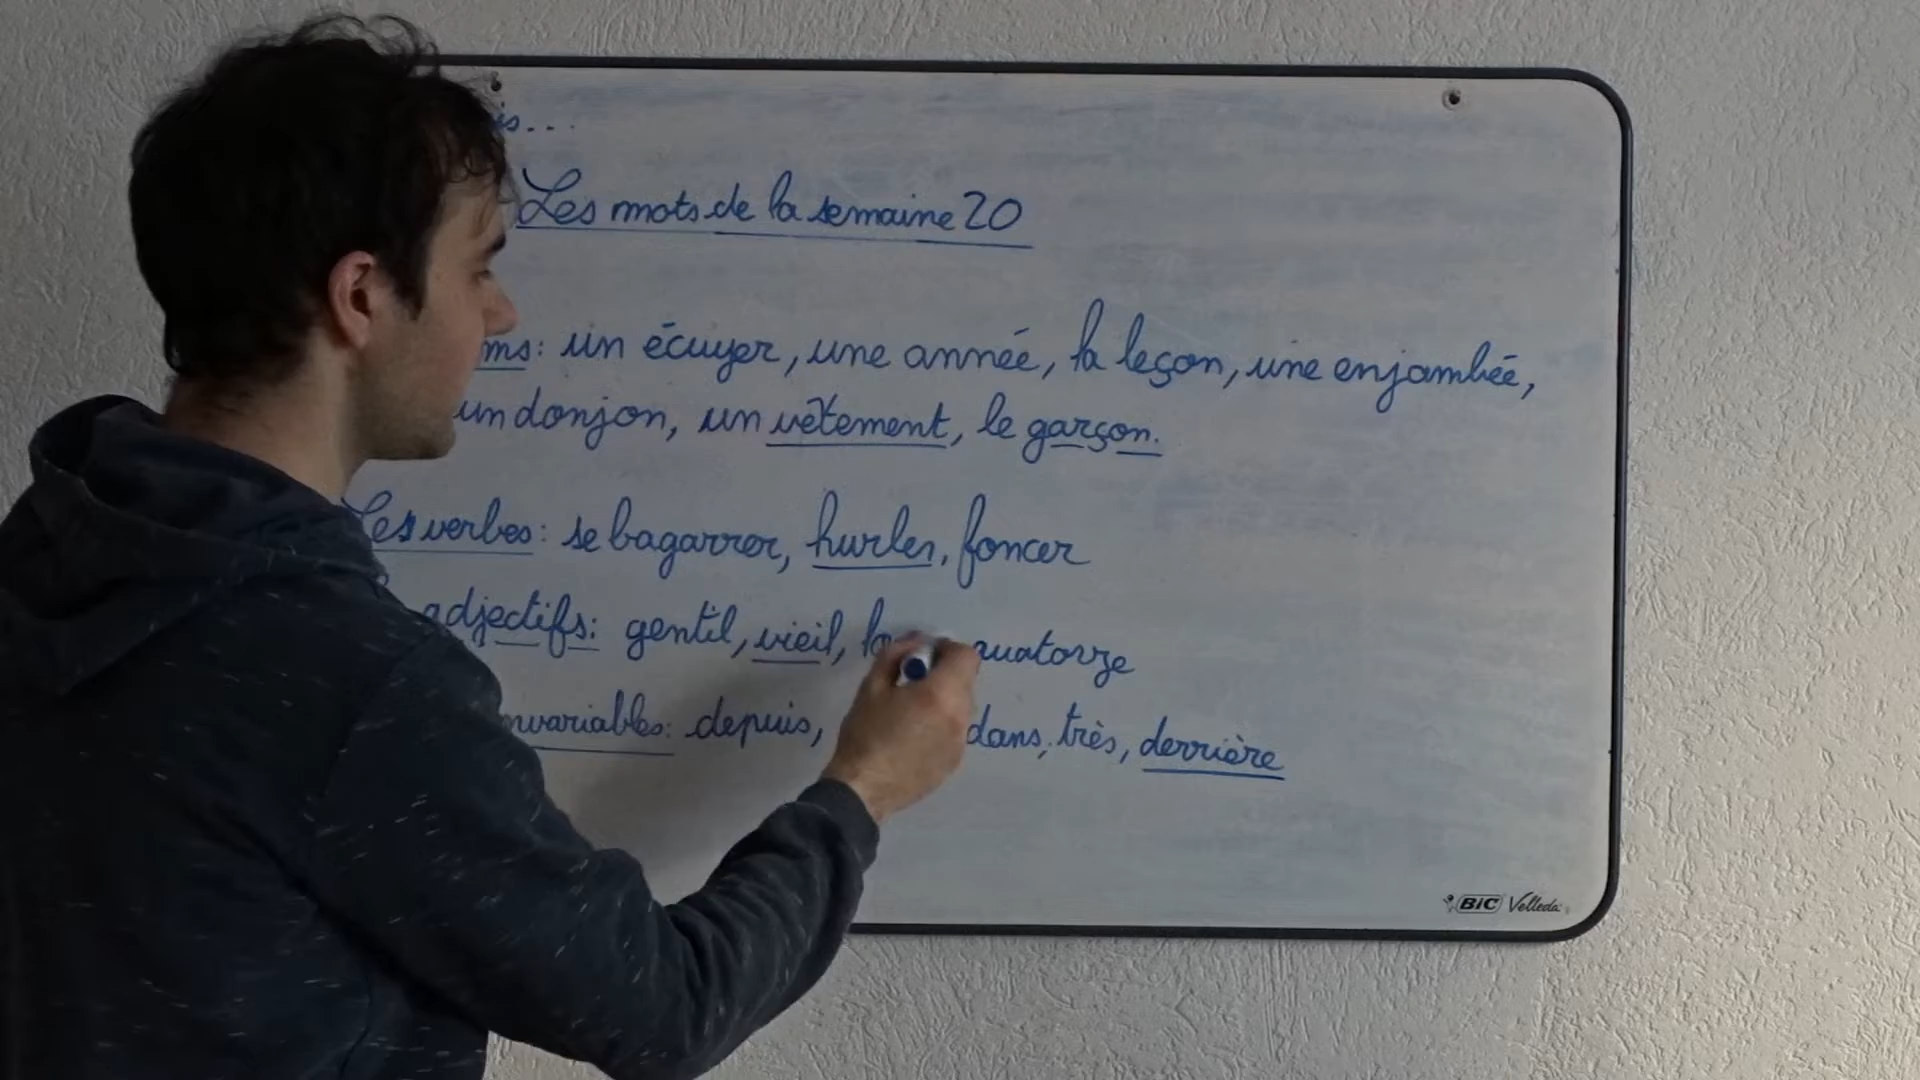 Les mots de la semaine 20
un écuyer, une année, la leçon, une enjambée,
un donjon, un vêtement, le garçon.
Les verbes: se bagarrer, hurler, foncer
adjectifs: gentil, vieil, quatorze
invariables: depuis, dans, très, derrière
BIC Velleda